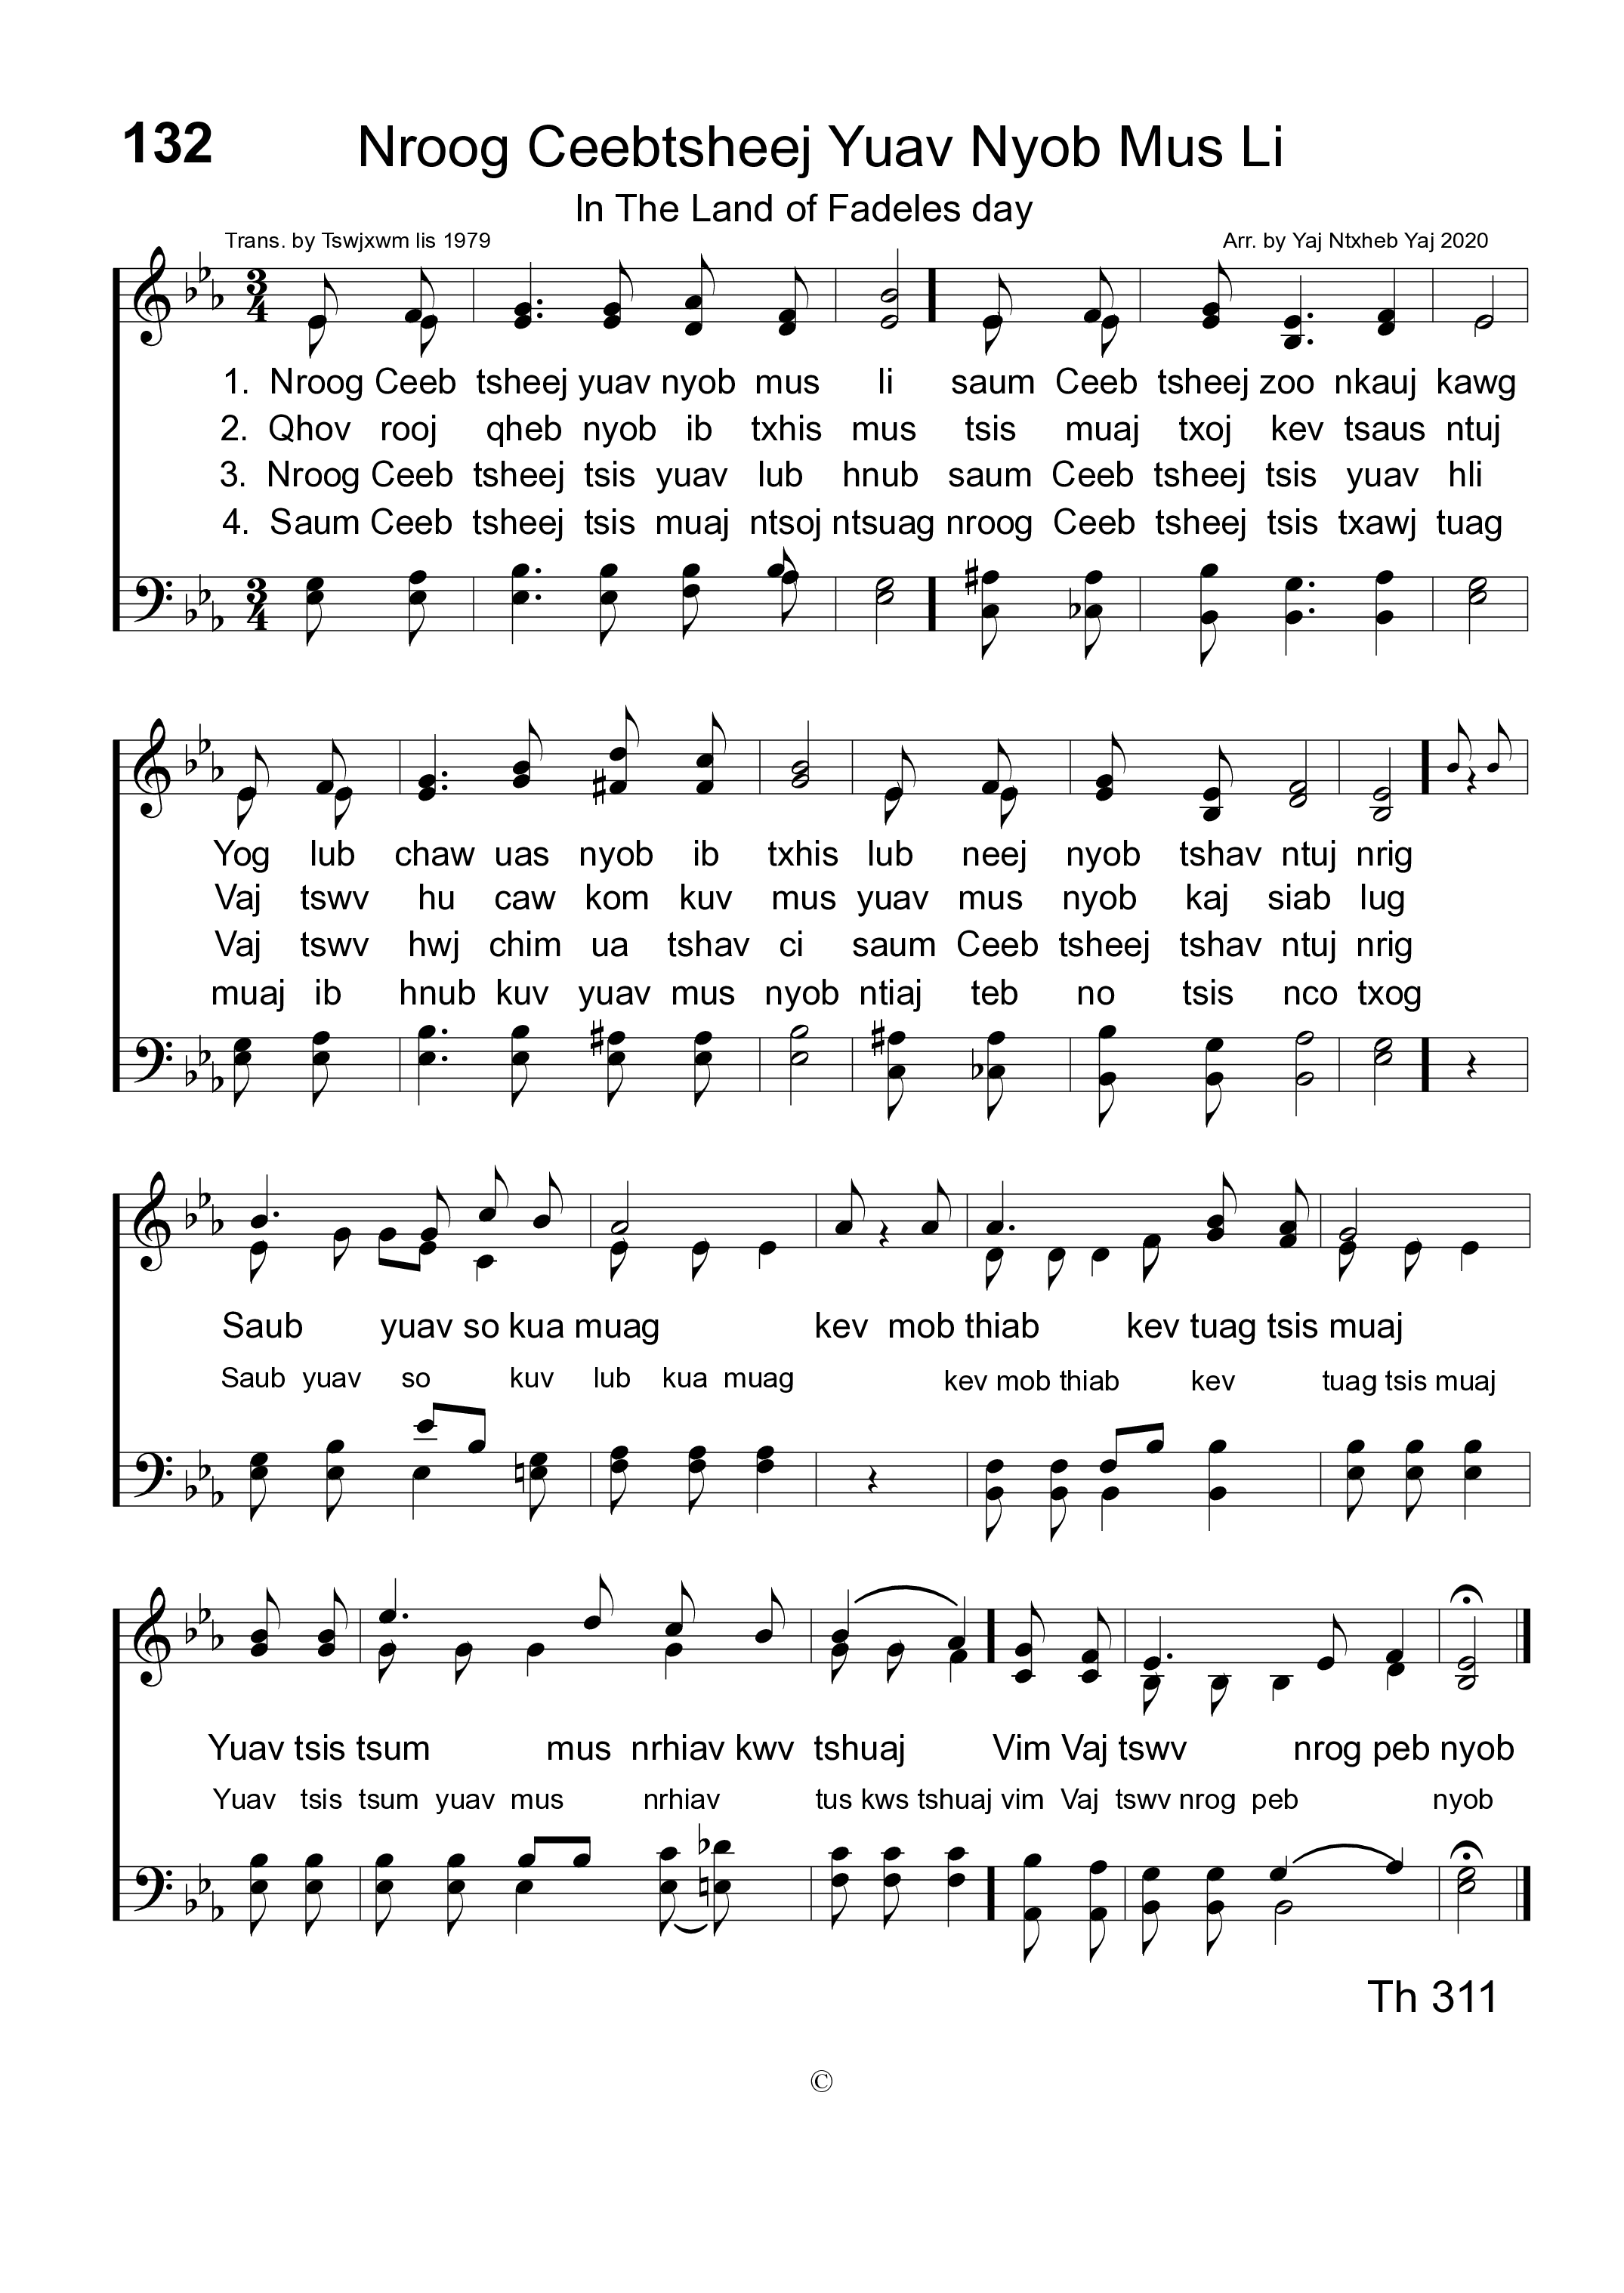 132
Nroog Ceebtsheej Yuav Nyob Mus Li
In The Land of Fadeles day
Trans. by Tswjxwm lis 1979
Arr. by Yaj Ntxheb Yaj 2020
1. Nroog Ceeb tsheej yuav nyob mus li saum Ceeb tsheej zoo nkauj kawg
2. Qhov rooj qheb nyob ib txhis mus tsis muaj txoj kev tsaus ntuj
3. Nroog Ceeb tsheej tsis yuav lub hnub saum Ceeb tsheej tsis yuav hli
4. Saum Ceeb tsheej tsis muaj ntsoj ntsuag nroog Ceeb tsheej tsis txawj tuag
Yog lub chaw uas nyob ib txhis lub neej nyob tshav ntuj nrig
Vaj tswv hu caw kom kuv mus yuav mus nyob kaj siab lug
Vaj tswv hwj chim ua tshav ci saum Ceeb tsheej tshav ntuj nrig
muaj ib hnub kuv yuav mus nyob ntiaj teb no tsis nco txog
Saub yuav so kua muag kev mob thiab kev tuag tsis muaj
Saub yuav so kuv lub kua muag kev mob thiab kev tuag tsis muaj
Yuav tsis tsum mus nrhiav kwv tshuaj Vim Vaj tswv nrog peb nyob
Yuav tsis tsum yuav mus nrhiav tus kws tshuaj vim Vaj tswv nrog peb nyob
Th 311
©